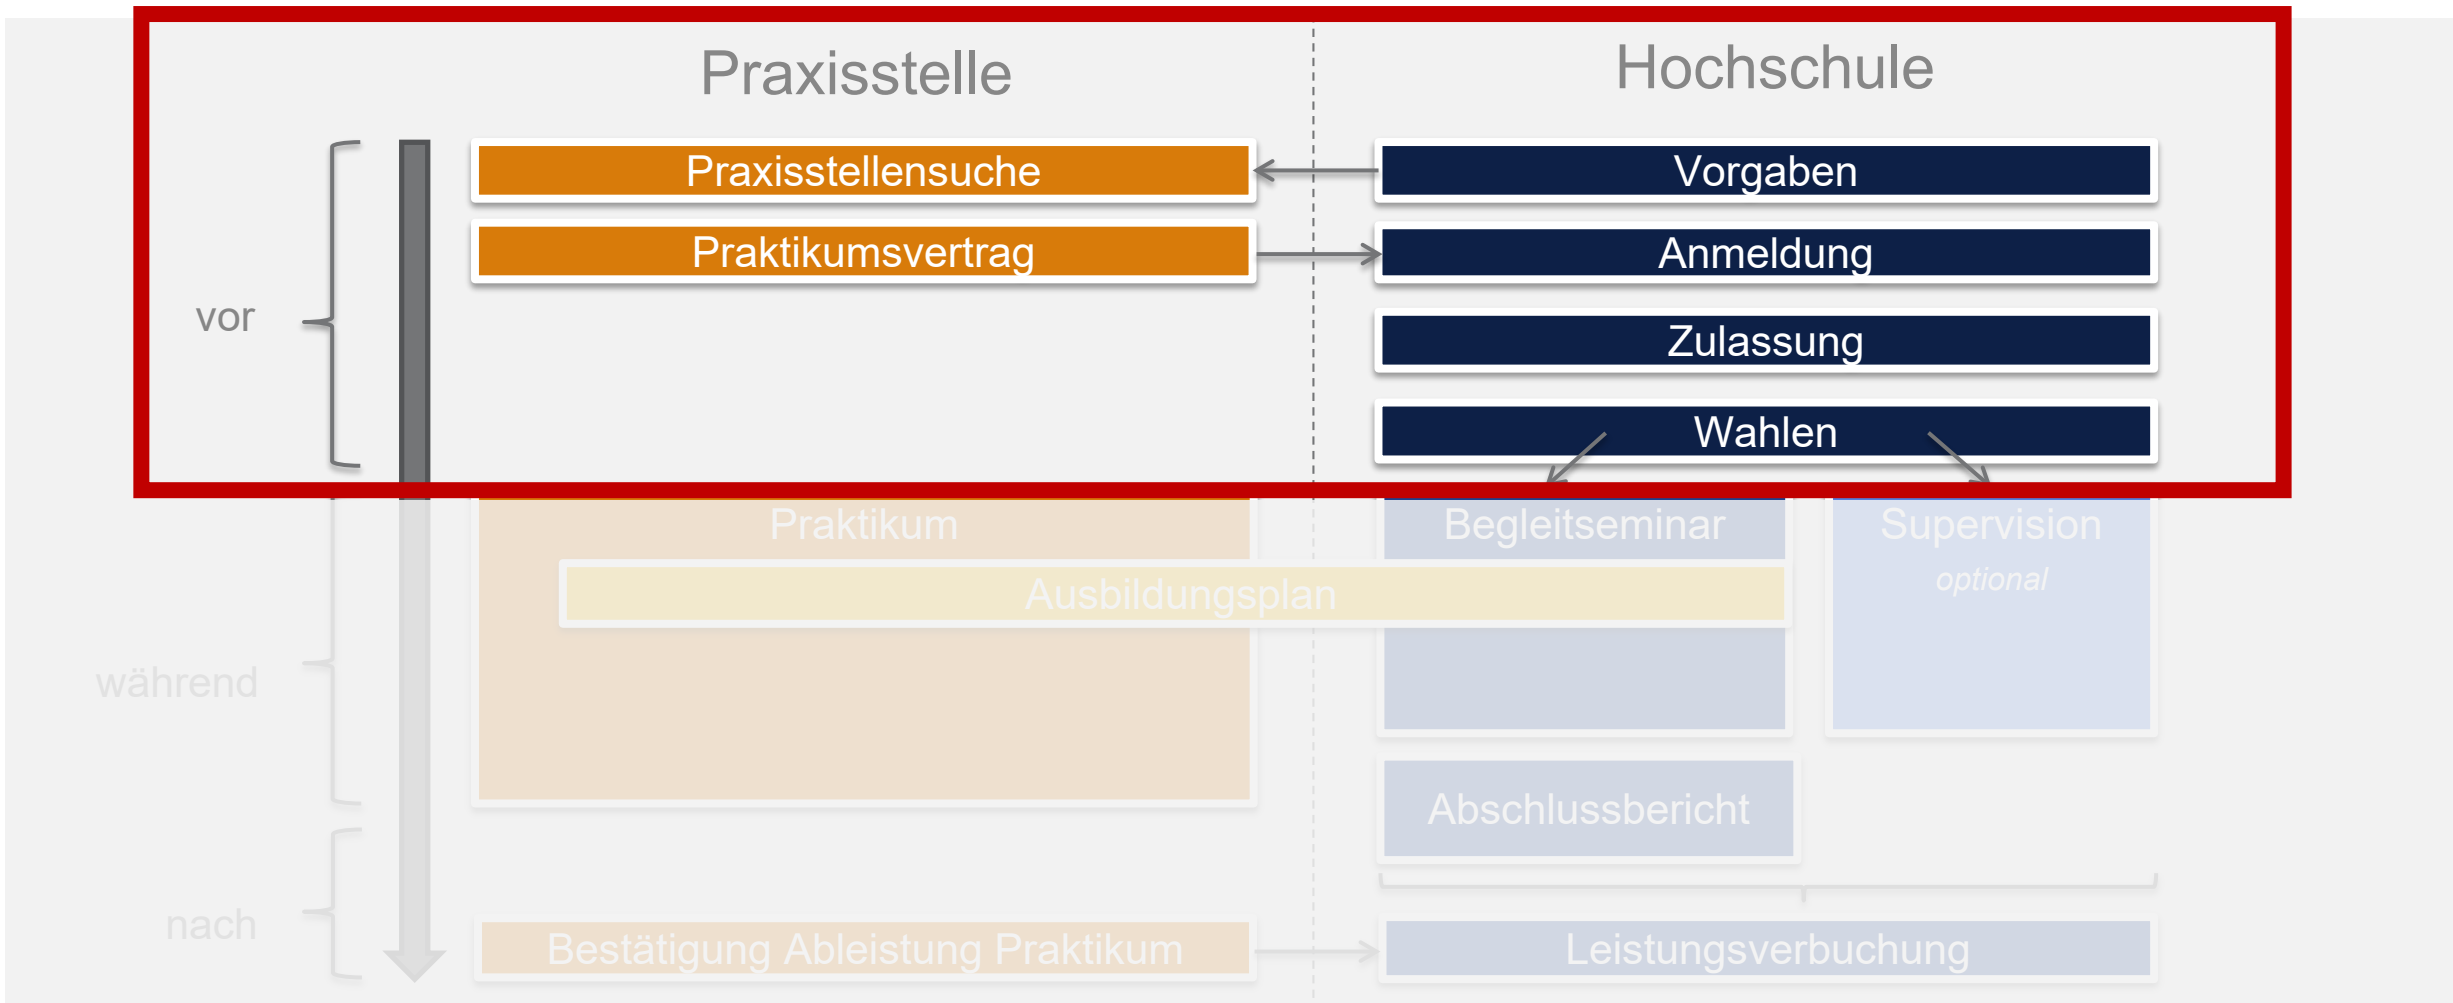 Praxisstelle
Hochschule
Praxisstellensuche
Vorgaben
Praktikumsvertrag
Anmeldung
vor
Zulassung
Wahlen
Praktikum
Begleitseminar
Supervision
optional
Ausbildungsplan
während
Abschlussbericht
nach
Bestätigung Ableistung Praktikum
Leistungsverbuchung